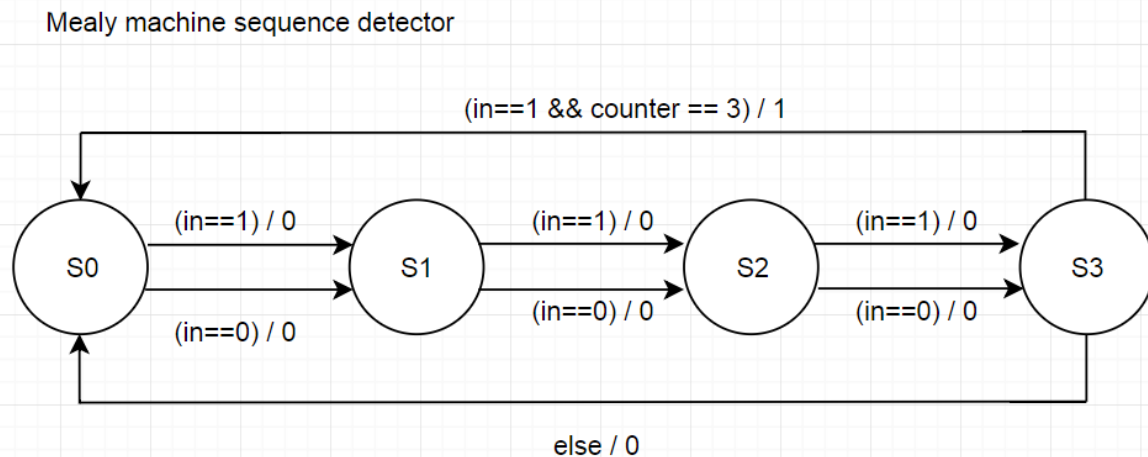 Mealy machine sequence detector
(in==1 && counter == 3) / 1
(in==1) / 0
(in==1) / 0
(in==1) / 0
S0
S1
S2
S3
(in==0) / 0
(in==0) / 0
(in==0) / 0
else / 0